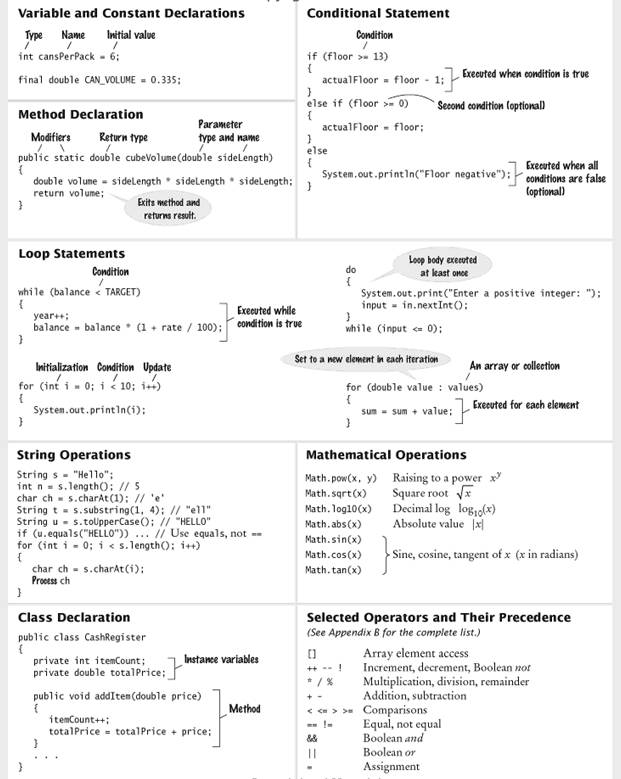 Variable and Constant Declarations
Type Name Initial value
int cansPerPack = 6;
final double CAN_VOLUME = 0.335;
Method Declaration
Modifiers Return type Parameter type and name
public static double cubeVolume(double sideLength)
{
double volume = sideLength * sideLength * sideLength;
return volume;
}
Exits method and
returns result.
Conditional Statement
Condition
if (floor >= 13)
{
actualFloor = floor - 1;
}
Executed when condition is true
else if (floor >= 0)
Second condition (optional)
{
actualFloor = floor;
}
else
{
System.out.println("Floor negative");
}
Executed when all
conditions are false
(optional)
Loop Statements
Condition
while (balance < TARGET)
{
year++;
balance = balance * (1 + rate / 100);
}
Executed while
condition is true
Initialization Condition Update
for (int i = 0; i < 10; i++)
{
System.out.println(i);
}
do
{
Loop body executed
at least once
System.out.print("Enter a positive integer: ");
input = in.nextInt();
}
while (input <= 0);
Set to a new element in each iteration
An array or collection
for (double value : values)
{
sum = sum + value;
}
Executed for each element
String Operations
String s = "Hello";
int n = s.length(); // 5
char ch = s.charAt(1); // 'e'
String t = s.substring(1, 4); // "ell"
String u = s.toUpperCase(); // "HELLO"
if (u.equals("HELLO")) ... // Use equals, not ==
for (int i = 0; i < s.length(); i++)
{
char ch = s.charAt(i);
Process ch
}
Mathematical Operations
Math.pow(x, y) Raising to a power x^y
Math.sqrt(x) Square root √x
Math.log10(x) Decimal log log₁₀(x)
Math.abs(x) Absolute value |x|
Math.sin(x)
Math.cos(x) Sine, cosine, tangent of x (x in radians)
Math.tan(x)
Class Declaration
public class CashRegister
{
private int itemCount;
private double totalPrice;
Instance variables
public void addItem(double price)
{
itemCount++;
totalPrice = totalPrice + price;
}
Method
. . .
}
Selected Operators and Their Precedence
(See Appendix B for the complete list.)
[] Array element access
++ -- ! Increment, decrement, Boolean not
* / % Multiplication, division, remainder
+ - Addition, subtraction
< <= > >= Comparisons
== != Equal, not equal
&& Boolean and
|| Boolean or
= Assignment